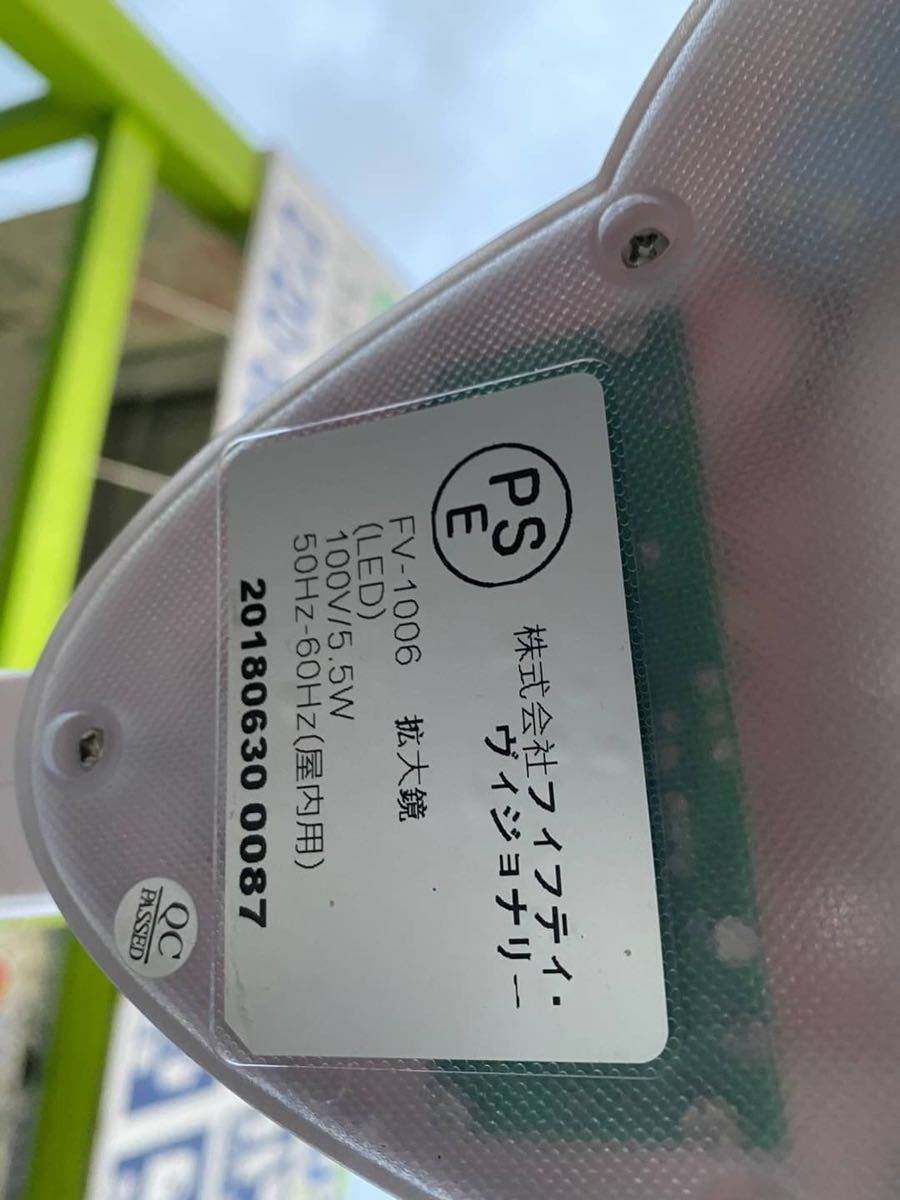 PSE
株式会社フィフティ・
ヴィジョナリー
FV-1006 拡大鏡
(LED)
100V/5.5W
50Hz-60Hz(屋内用)
20180630 0087
QC
PASSED